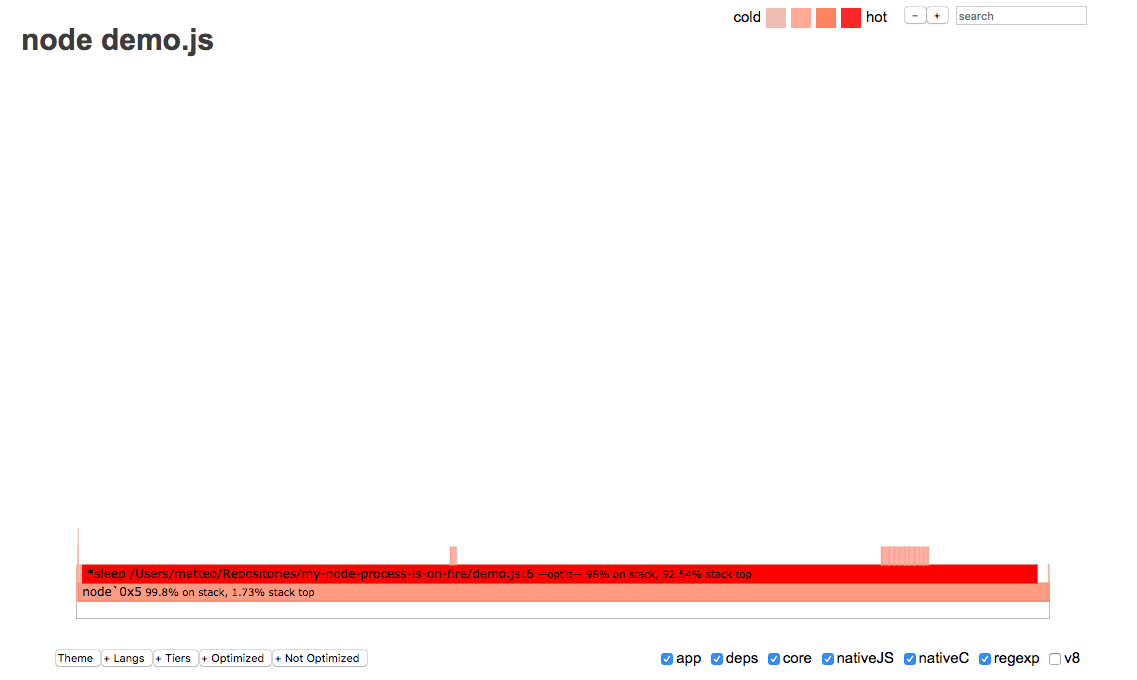 cold hot − + search
node demo.js
*sleep /Users/matteo/Repositories/my-node-process-is-on-fire/demo.js:6 —opt'd— 98% on stack, 92.54% stack top
node`0x5 99.8% on stack, 1.73% stack top
Theme + Langs + Tiers + Optimized + Not Optimized app deps core nativeJS nativeC regexp v8